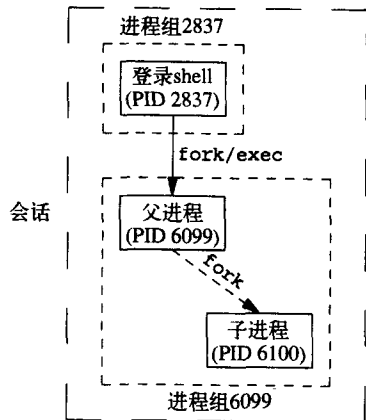 进程组2837
登录shell
(PID 2837)
fork/exec
会话
父进程
(PID 6099)
fork
子进程
(PID 6100)
进程组6099